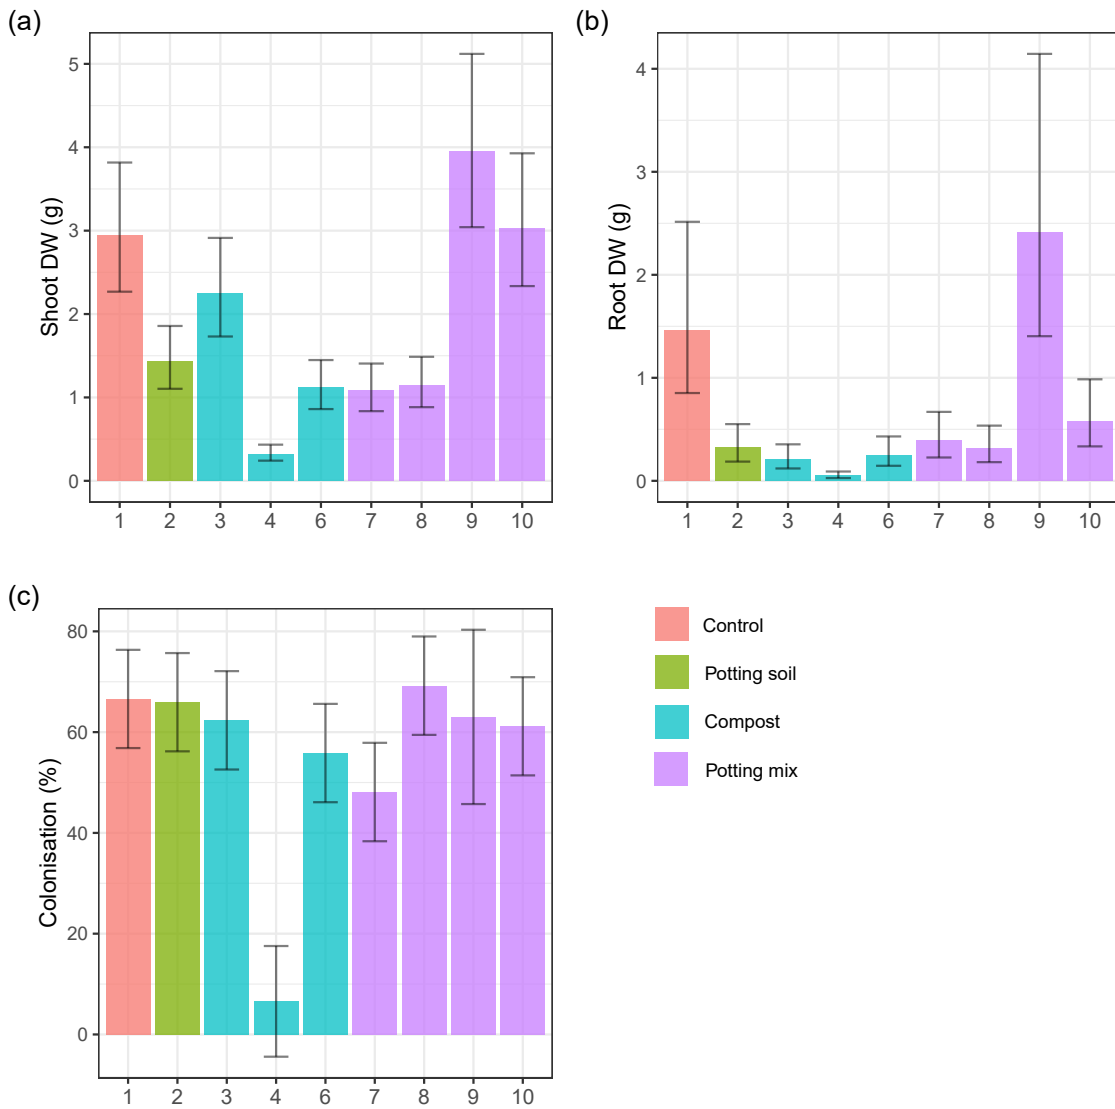 (a)
Shoot DW (g)
5
4
3
2
1
0
1 2 3 4 6 7 8 9 10
(b)
Root DW (g)
4
3
2
1
0
1 2 3 4 6 7 8 9 10
(c)
Colonisation (%)
80
60
40
20
0
1 2 3 4 6 7 8 9 10
Control
Potting soil
Compost
Potting mix